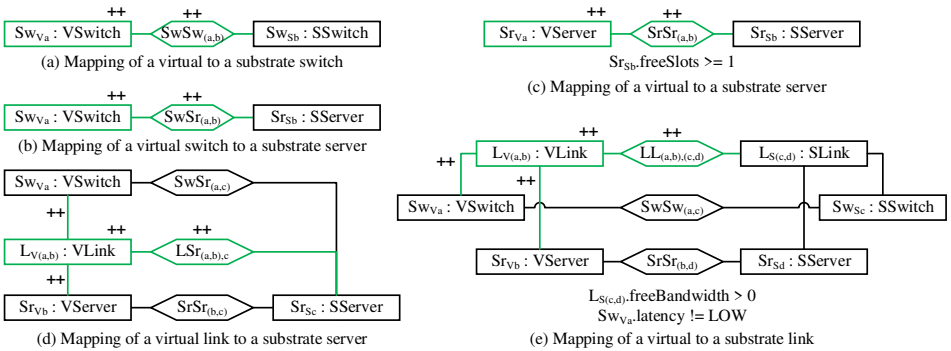 ++ ++
Sw_Va : VSwitch SwSw_(a,b) Sw_Sb : SSwitch
(a) Mapping of a virtual to a substrate switch
++ ++
Sw_Va : VSwitch SwSr_(a,b) Sr_Sb : SServer
(b) Mapping of a virtual switch to a substrate server
Sw_Va : VSwitch SwSr_(a,c)
++
++ ++
L_V(a,b) : VLink LSr_(a,b),c
++
Sr_Vb : VServer SrSr_(b,c) Sr_Sc : SServer
(d) Mapping of a virtual link to a substrate server
++ ++
Sr_Va : VServer SrSr_(a,b) Sr_Sb : SServer
Sr_Sb.freeSlots >= 1
(c) Mapping of a virtual to a substrate server
++ ++
L_V(a,b) : VLink LL_(a,b),(c,d) L_S(c,d) : SLink
++
++
Sw_Va : VSwitch SwSw_(a,c) Sw_Sc : SSwitch
Sr_Vb : VServer SrSr_(b,d) Sr_Sd : SServer
L_S(c,d).freeBandwidth > 0
Sw_Va.latency != LOW
(e) Mapping of a virtual to a substrate link